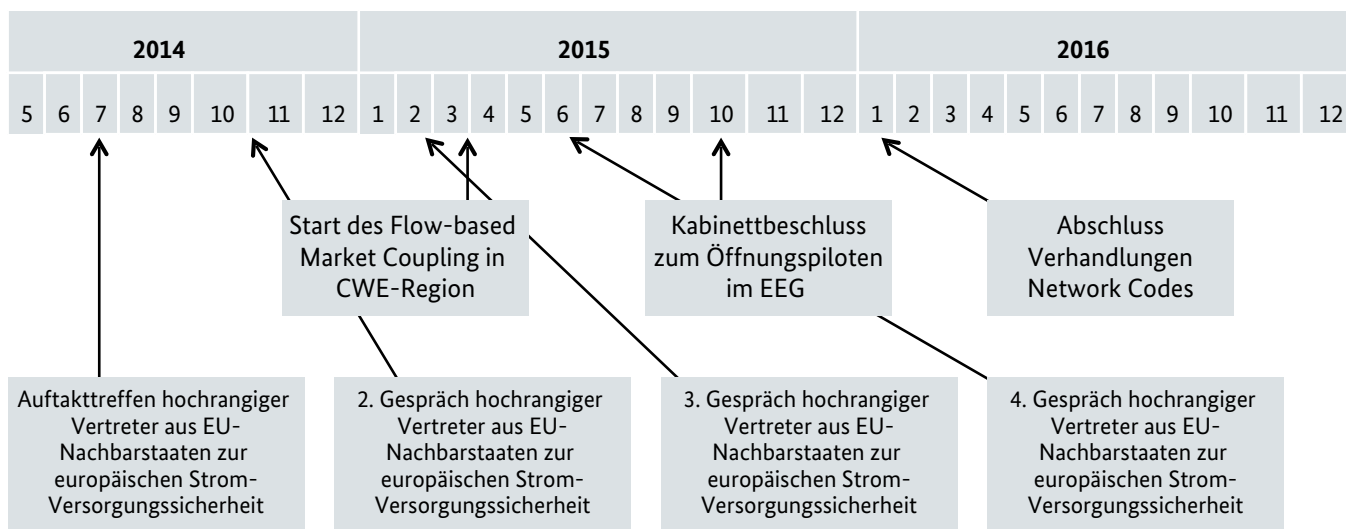 2014 2015 2016
5 6 7 8 9 10 11 12 1 2 3 4 5 6 7 8 9 10 11 12 1 2 3 4 5 6 7 8 9 10 11 12
Start des Flow-based
Market Coupling in
CWE-Region
Kabinettbeschluss
zum Öffnungspiloten
im EEG
Abschluss
Verhandlungen
Network Codes
Auftakttreffen hochrangiger
Vertreter aus EU-
Nachbarstaaten zur
europäischen Strom-
Versorgungssicherheit
2. Gespräch hochrangiger
Vertreter aus EU-
Nachbarstaaten zur
europäischen Strom-
Versorgungssicherheit
3. Gespräch hochrangiger
Vertreter aus EU-
Nachbarstaaten zur
europäischen Strom-
Versorgungssicherheit
4. Gespräch hochrangiger
Vertreter aus EU-
Nachbarstaaten zur
europäischen Strom-
Versorgungssicherheit